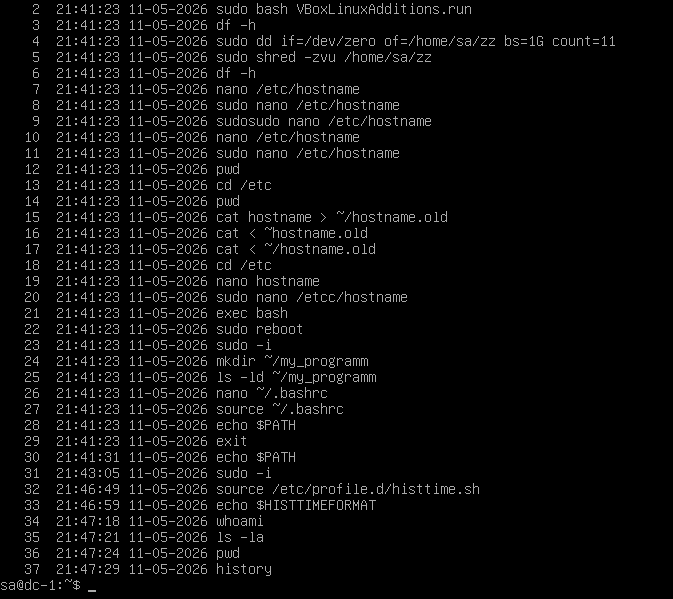 2 21:41:23 11-05-2026 sudo bash VBoxLinuxAdditions.run
3 21:41:23 11-05-2026 df -h
4 21:41:23 11-05-2026 sudo dd if=/dev/zero of=/home/sa/zz bs=1G count=11
5 21:41:23 11-05-2026 sudo shred -zvu /home/sa/zz
6 21:41:23 11-05-2026 df -h
7 21:41:23 11-05-2026 nano /etc/hostname
8 21:41:23 11-05-2026 sudo nano /etc/hostname
9 21:41:23 11-05-2026 sudosudo nano /etc/hostname
10 21:41:23 11-05-2026 nano /etc/hostname
11 21:41:23 11-05-2026 sudo nano /etc/hostname
12 21:41:23 11-05-2026 pwd
13 21:41:23 11-05-2026 cd /etc
14 21:41:23 11-05-2026 pwd
15 21:41:23 11-05-2026 cat hostname > ~/hostname.old
16 21:41:23 11-05-2026 cat < ~hostname.old
17 21:41:23 11-05-2026 cat < ~/hostname.old
18 21:41:23 11-05-2026 cd /etc
19 21:41:23 11-05-2026 nano hostname
20 21:41:23 11-05-2026 sudo nano /etcc/hostname
21 21:41:23 11-05-2026 exec bash
22 21:41:23 11-05-2026 sudo reboot
23 21:41:23 11-05-2026 sudo -i
24 21:41:23 11-05-2026 mkdir ~/my_programm
25 21:41:23 11-05-2026 ls -ld ~/my_programm
26 21:41:23 11-05-2026 nano ~/.bashrc
27 21:41:23 11-05-2026 source ~/.bashrc
28 21:41:23 11-05-2026 echo $PATH
29 21:41:23 11-05-2026 exit
30 21:41:31 11-05-2026 echo $PATH
31 21:43:05 11-05-2026 sudo -i
32 21:46:49 11-05-2026 source /etc/profile.d/histtime.sh
33 21:46:59 11-05-2026 echo $HISTTIMEFORMAT
34 21:47:18 11-05-2026 whoami
35 21:47:21 11-05-2026 ls -la
36 21:47:24 11-05-2026 pwd
37 21:47:29 11-05-2026 history
sa@dc-1:~$ _